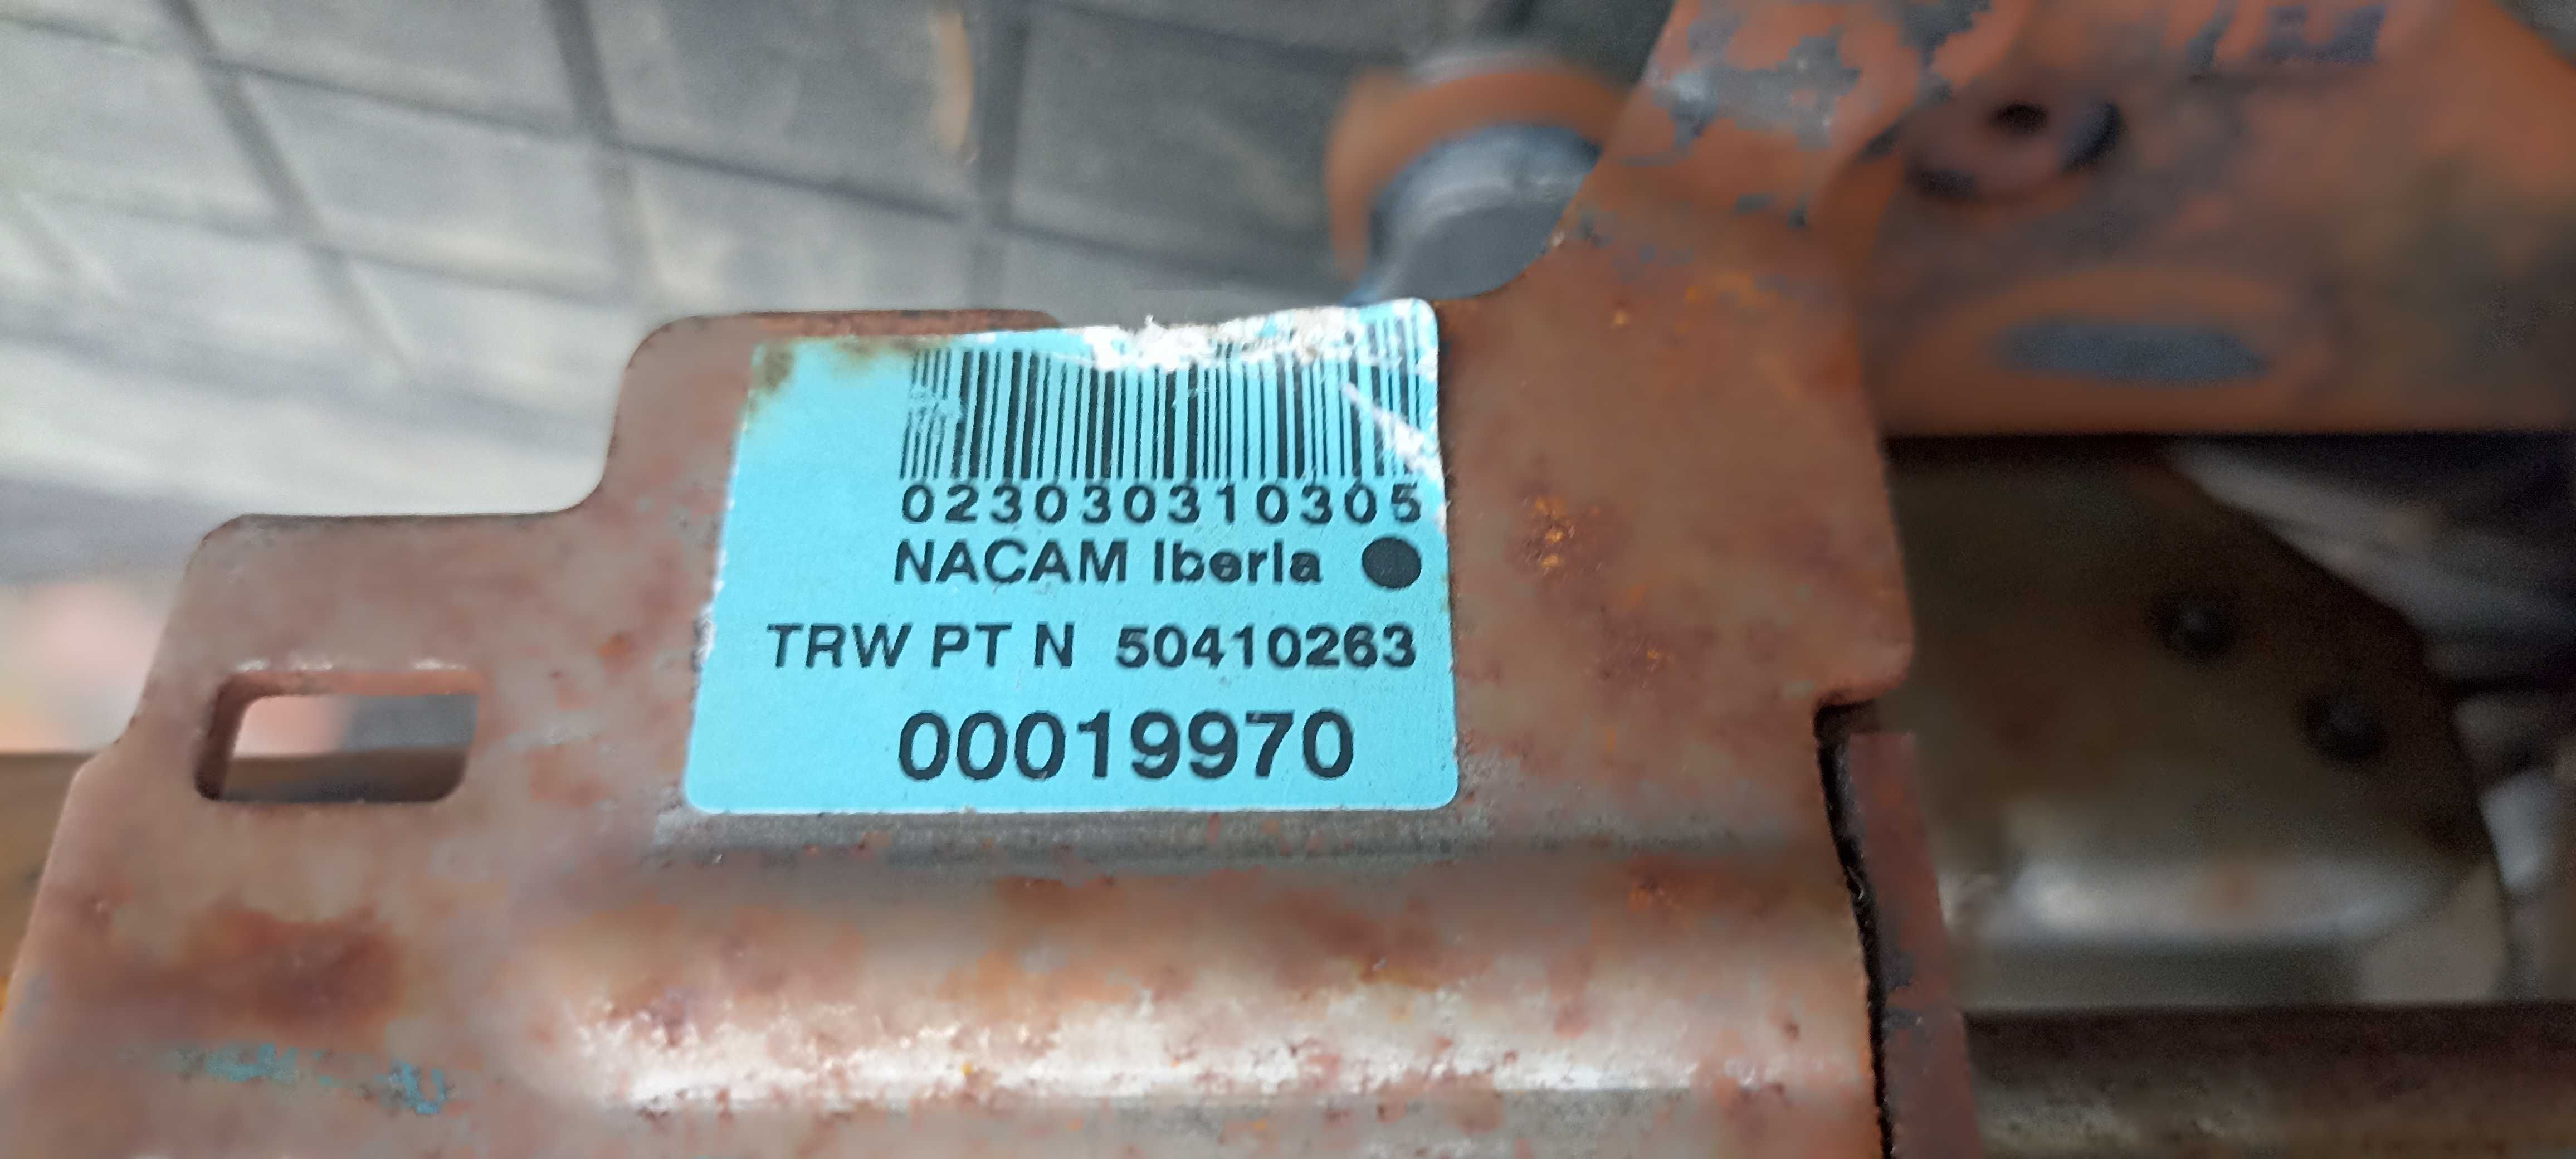 023030310305
NACAM Iberia
TRW PT N 50410263
00019970